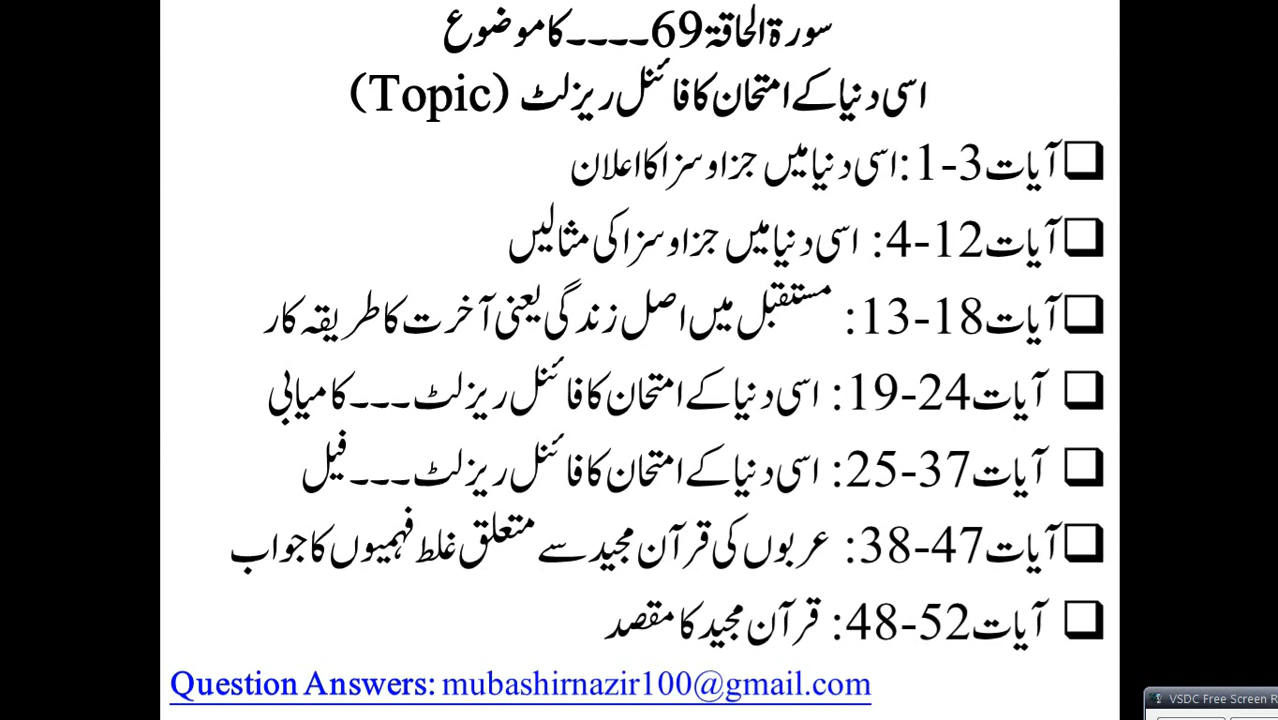 سورۃ الحاقۃ 69۔۔۔۔ کا موضوع
اسی دنیا کے امتحان کا فائنل ریزلٹ (Topic)
❑ آیات 3-1: اسی دنیا میں جزا و سزا کا اعلان
❑ آیات 12-4: اسی دنیا میں جزا و سزا کی مثالیں
❑ آیات 18-13: مستقبل میں اصل زندگی یعنی آخرت کا طریقہ کار
❑ آیات 24-19: اسی دنیا کے امتحان کا فائنل ریزلٹ۔۔۔ کامیابی
❑ آیات 37-25: اسی دنیا کے امتحان کا فائنل ریزلٹ۔۔۔ فیل
❑ آیات 47-38: عربوں کی قرآن مجید سے متعلق غلط فہمیوں کا جواب
❑ آیات 52-48: قرآن مجید کا مقصد
Question Answers: mubashirnazir100@gmail.com
VSDC Free Screen R